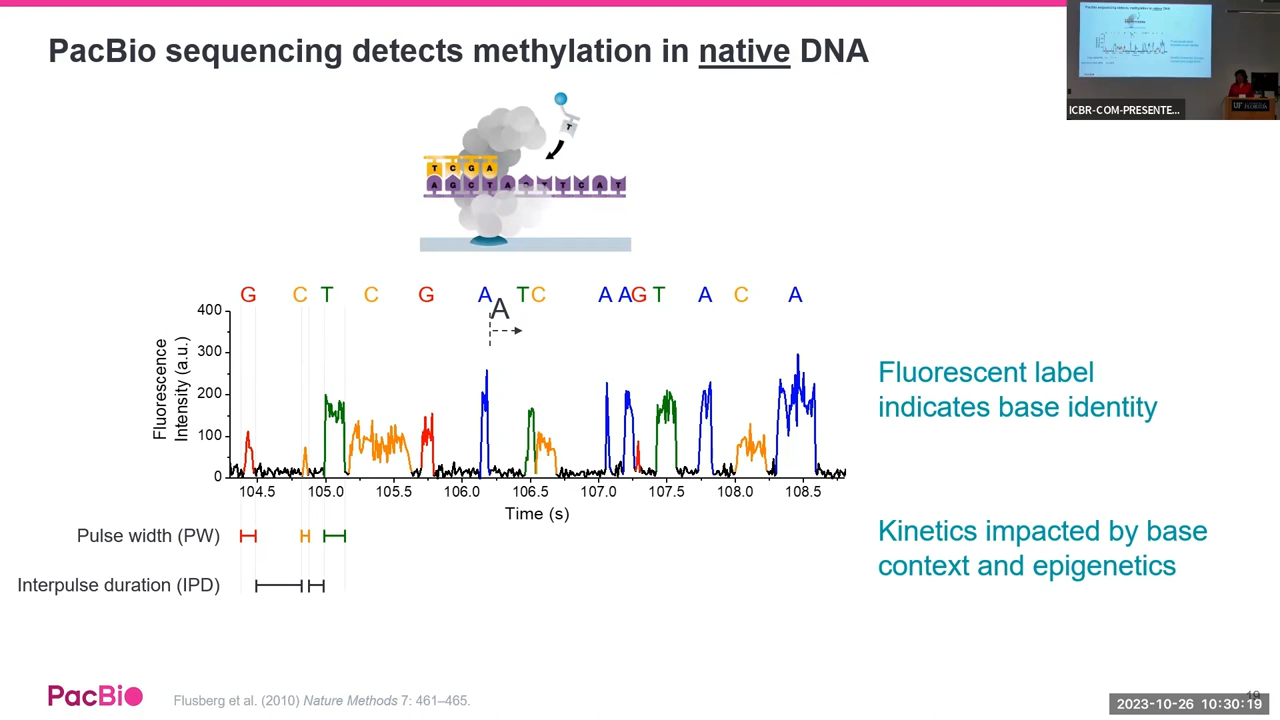 PacBio sequencing detects methylation in native DNA
ICBR-COM-PRESENTE...
T
T C G A
A G C T A C T T C A T
G C T C G A T C A A G T A C A
A
Fluorescence
Intensity (a.u.)
400
300
200
100
0
104.5 105.0 105.5 106.0 106.5 107.0 107.5 108.0 108.5
Time (s)
Fluorescent label
indicates base identity
Pulse width (PW)
Interpulse duration (IPD)
Kinetics impacted by base
context and epigenetics
PacBio
Flusberg et al. (2010) Nature Methods 7: 461–465.
19
2023-10-26 10:30:19